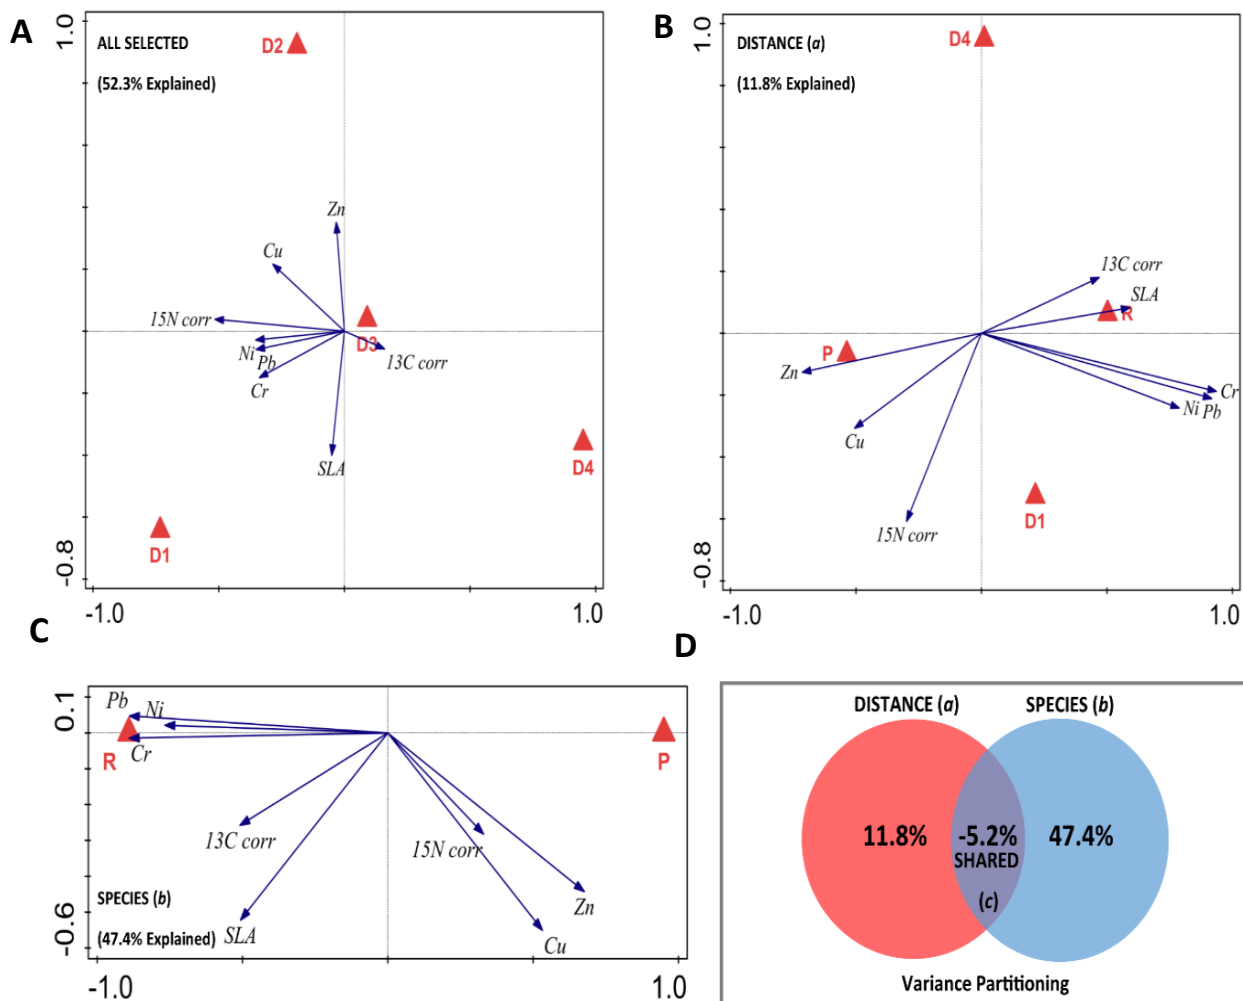 A
ALL SELECTED
(52.3% Explained)
1.0
-0.8
-1.0
1.0
D2
Zn
Cu
15N corr
Ni
Pb
Cr
D3
13C corr
SLA
D4
D1
B
DISTANCE (a)
(11.8% Explained)
1.0
-0.8
-1.0
1.0
D4
13C corr
SLA
R
P
Zn
Cu
Cr
Ni
Pb
15N corr
D1
C
0.1
-0.6
-1.0
1.0
Pb
Ni
R
Cr
P
13C corr
15N corr
SPECIES (b)
(47.4% Explained)
SLA
Zn
Cu
D
DISTANCE (a)
SPECIES (b)
11.8%
-5.2%
47.4%
SHARED
(c)
Variance Partitioning